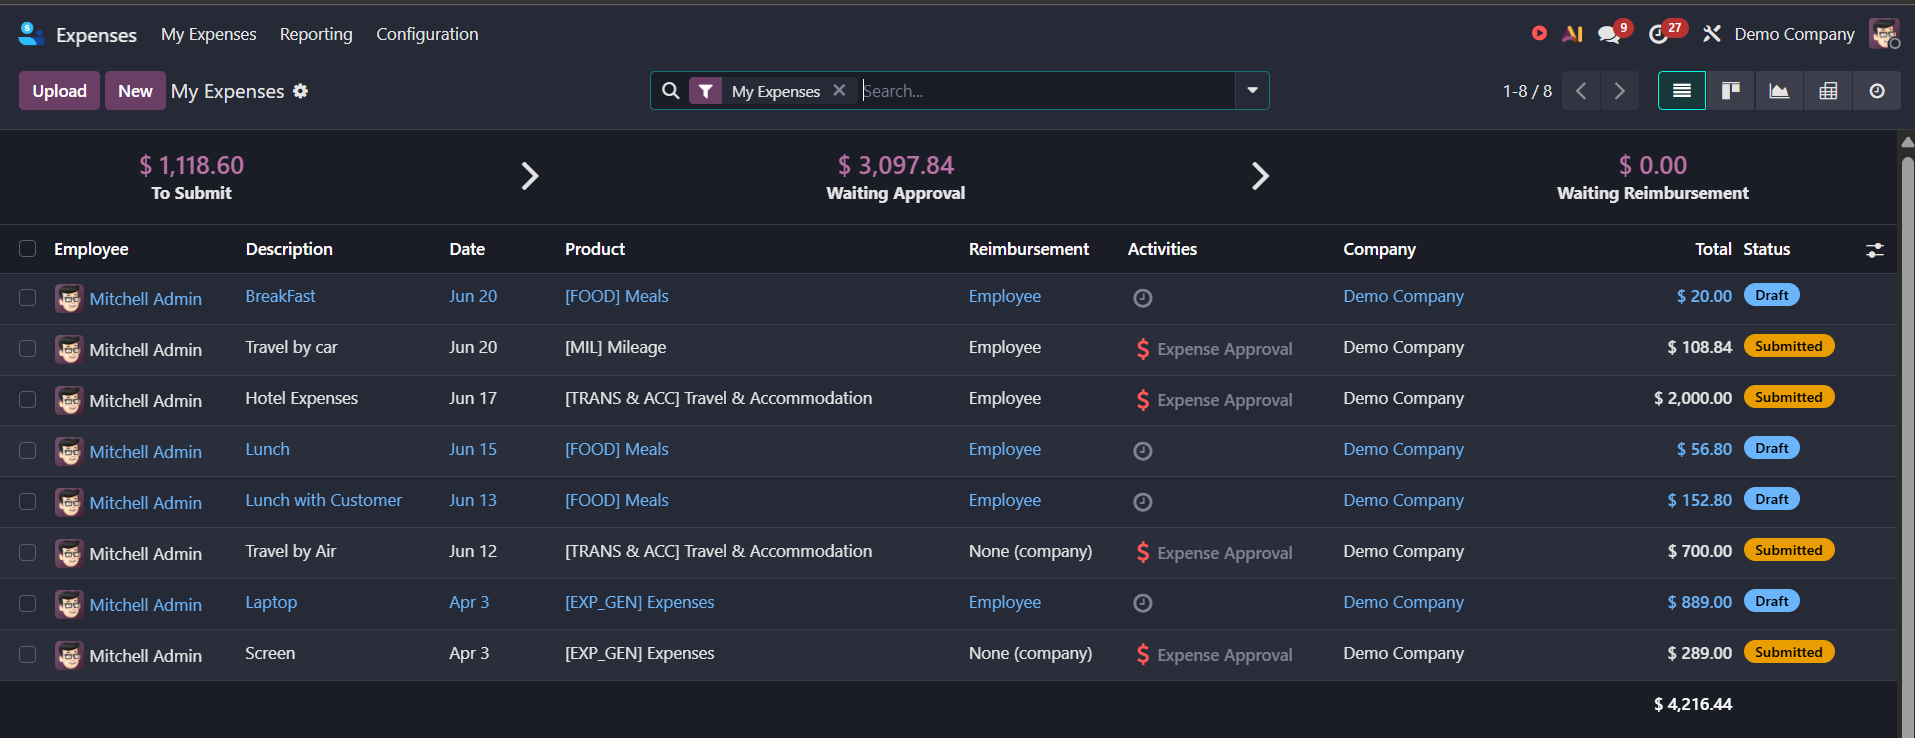 Expenses My Expenses Reporting Configuration AI 9 27 Demo Company
Upload New My Expenses My Expenses Search... 1-8 / 8
$ 1,118.60 $ 3,097.84 $ 0.00
To Submit Waiting Approval Waiting Reimbursement
Employee Description Date Product Reimbursement Activities Company Total Status
Mitchell Admin BreakFast Jun 20 [FOOD] Meals Employee Demo Company $ 20.00 Draft
Mitchell Admin Travel by car Jun 20 [MIL] Mileage Employee $ Expense Approval Demo Company $ 108.84 Submitted
Mitchell Admin Hotel Expenses Jun 17 [TRANS & ACC] Travel & Accommodation Employee $ Expense Approval Demo Company $ 2,000.00 Submitted
Mitchell Admin Lunch Jun 15 [FOOD] Meals Employee Demo Company $ 56.80 Draft
Mitchell Admin Lunch with Customer Jun 13 [FOOD] Meals Employee Demo Company $ 152.80 Draft
Mitchell Admin Travel by Air Jun 12 [TRANS & ACC] Travel & Accommodation None (company) $ Expense Approval Demo Company $ 700.00 Submitted
Mitchell Admin Laptop Apr 3 [EXP_GEN] Expenses Employee Demo Company $ 889.00 Draft
Mitchell Admin Screen Apr 3 [EXP_GEN] Expenses None (company) $ Expense Approval Demo Company $ 289.00 Submitted
$ 4,216.44